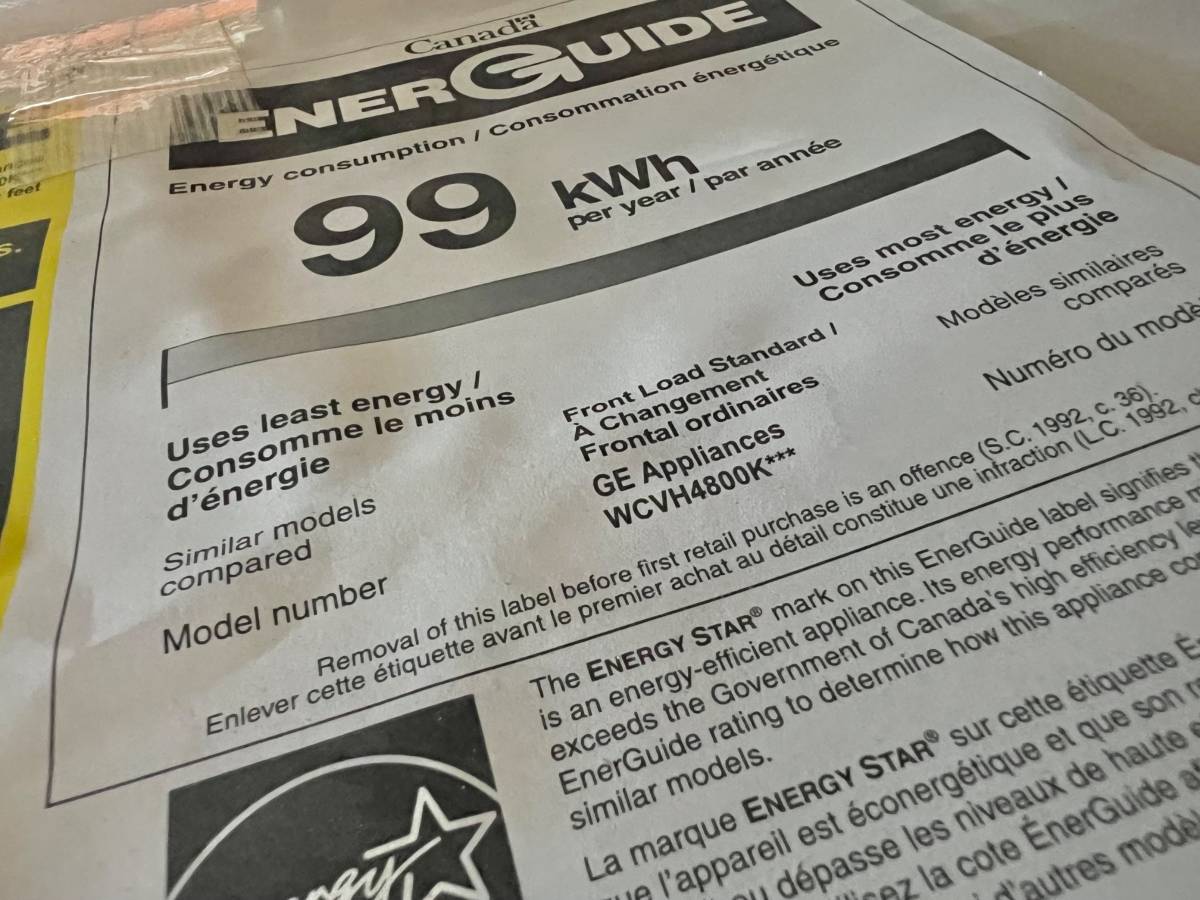 Canada
ENERGUIDE
Energy consumption / Consommation énergétique
99 kWh
per year / par année
Uses least energy /
Consomme le moins
d'énergie
Uses most energy /
Consomme le plus
d'énergie
Similar models
compared
Front Load Standard /
À Changement
Frontal ordinaires
Modèles similaires
comparés
Model number
GE Appliances
WCVH4800K***
Numéro du
Removal of this label before first retail purchase is an offence (S.C. 1992, c. 36).
Enlever cette étiquette avant le premier achat au détail constitue une infraction (L.C. 1992,
The ENERGY STAR® mark on this EnerGuide label signifies
is an energy-efficient appliance. Its energy performance
exceeds the Government of Canada's high efficiency
EnerGuide rating to determine how this appliance
similar models.
La marque ENERGY STAR® sur cette étiquette
que l'appareil est éconergétique et que son
ou dépasse les niveaux de haute
la cote ÉnerGuide
d'autres
feet